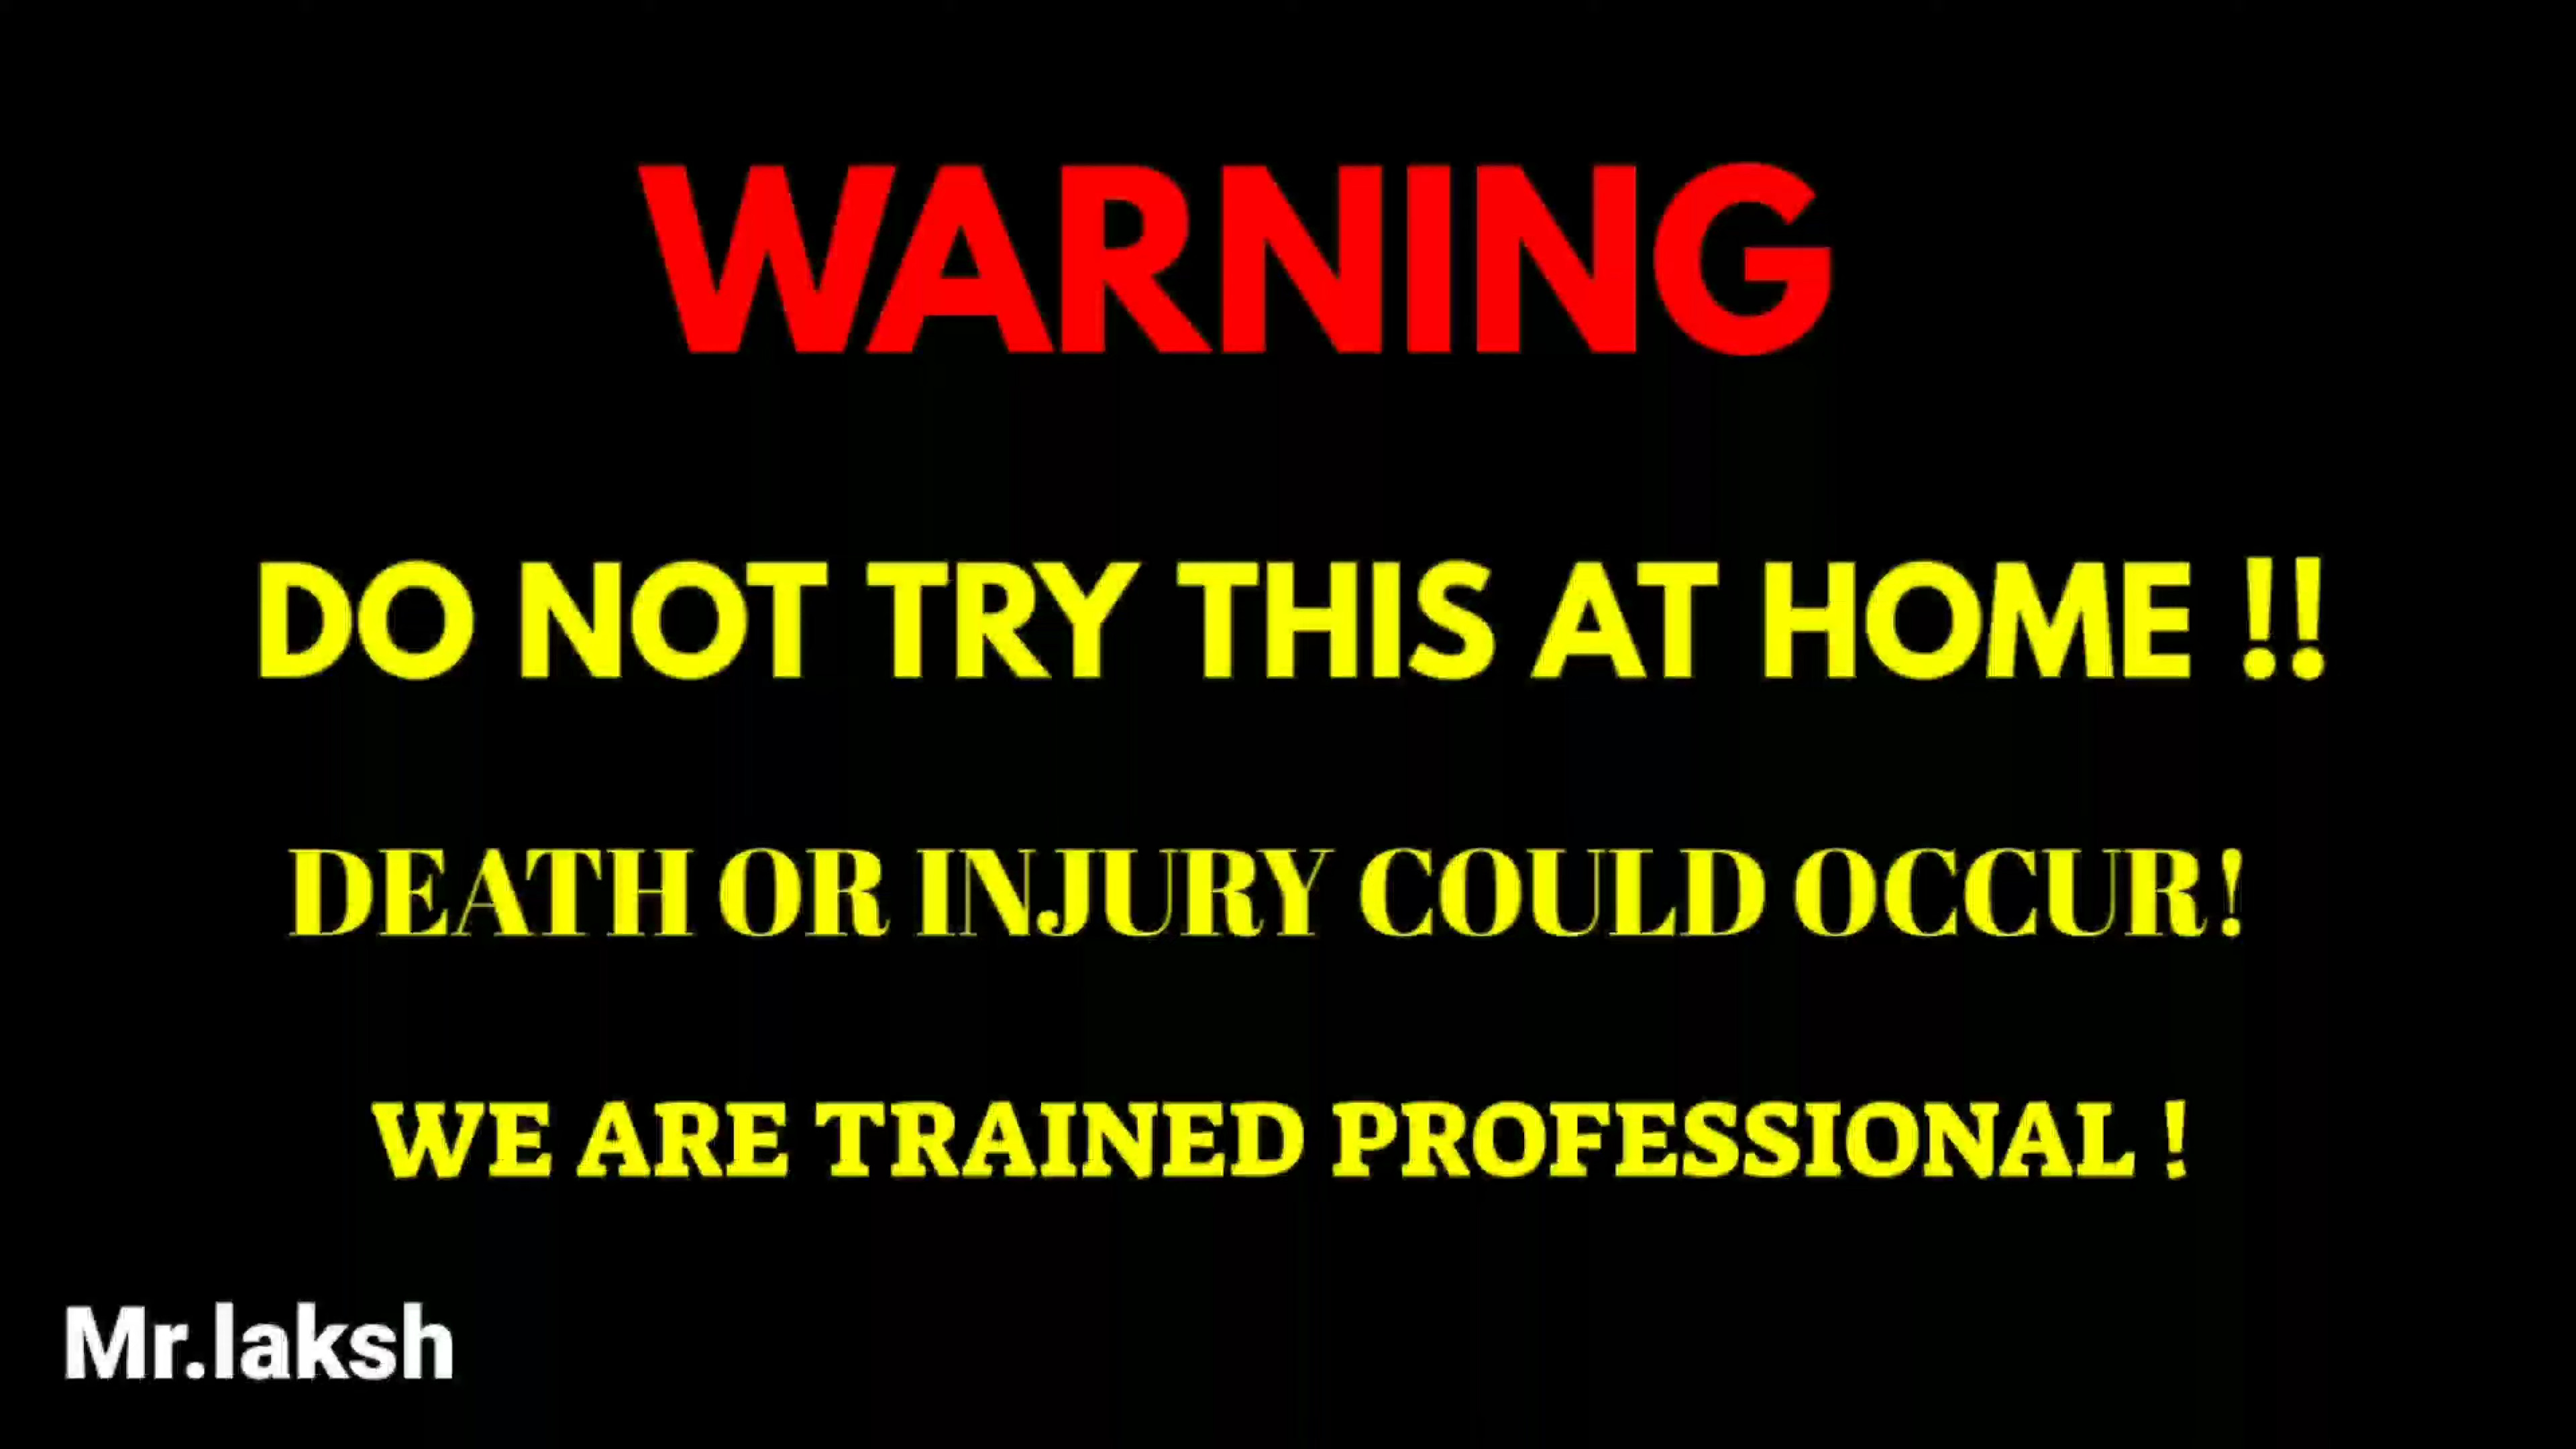 WARNING
DO NOT TRY THIS AT HOME !!
DEATH OR INJURY COULD OCCUR!
WE ARE TRAINED PROFESSIONAL !
Mr.laksh